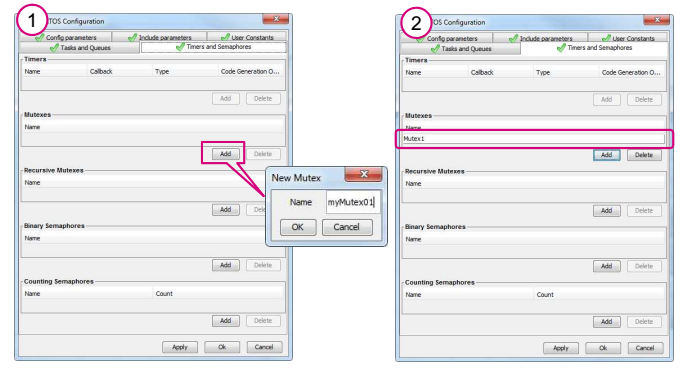 1
TOS Configuration
Config parameters
Include parameters
User Constants
Tasks and Queues
Timers and Semaphores
Timers
Name Callback Type Code Generation O...
Add Delete
Mutexes
Name
Add Delete
Recursive Mutexes
Name
Add Dele
Binary Semaphores
Name
Add Delete
Counting Semaphores
Name Count
Add Delete
Apply Ok Cancel
New Mutex
Name myMutex01
OK Cancel
2
OS Configuration
Config parameters
Include parameters
User Constants
Tasks and Queues
Timers and Semaphores
Timers
Name Callback Type Code Generation O...
Add Delete
Mutexes
Name
Mutex1
Add Delete
Recursive Mutexes
Name
Add Delete
Binary Semaphores
Name
Add Delete
Counting Semaphores
Name Count
Add Delete
Apply Ok Cancel